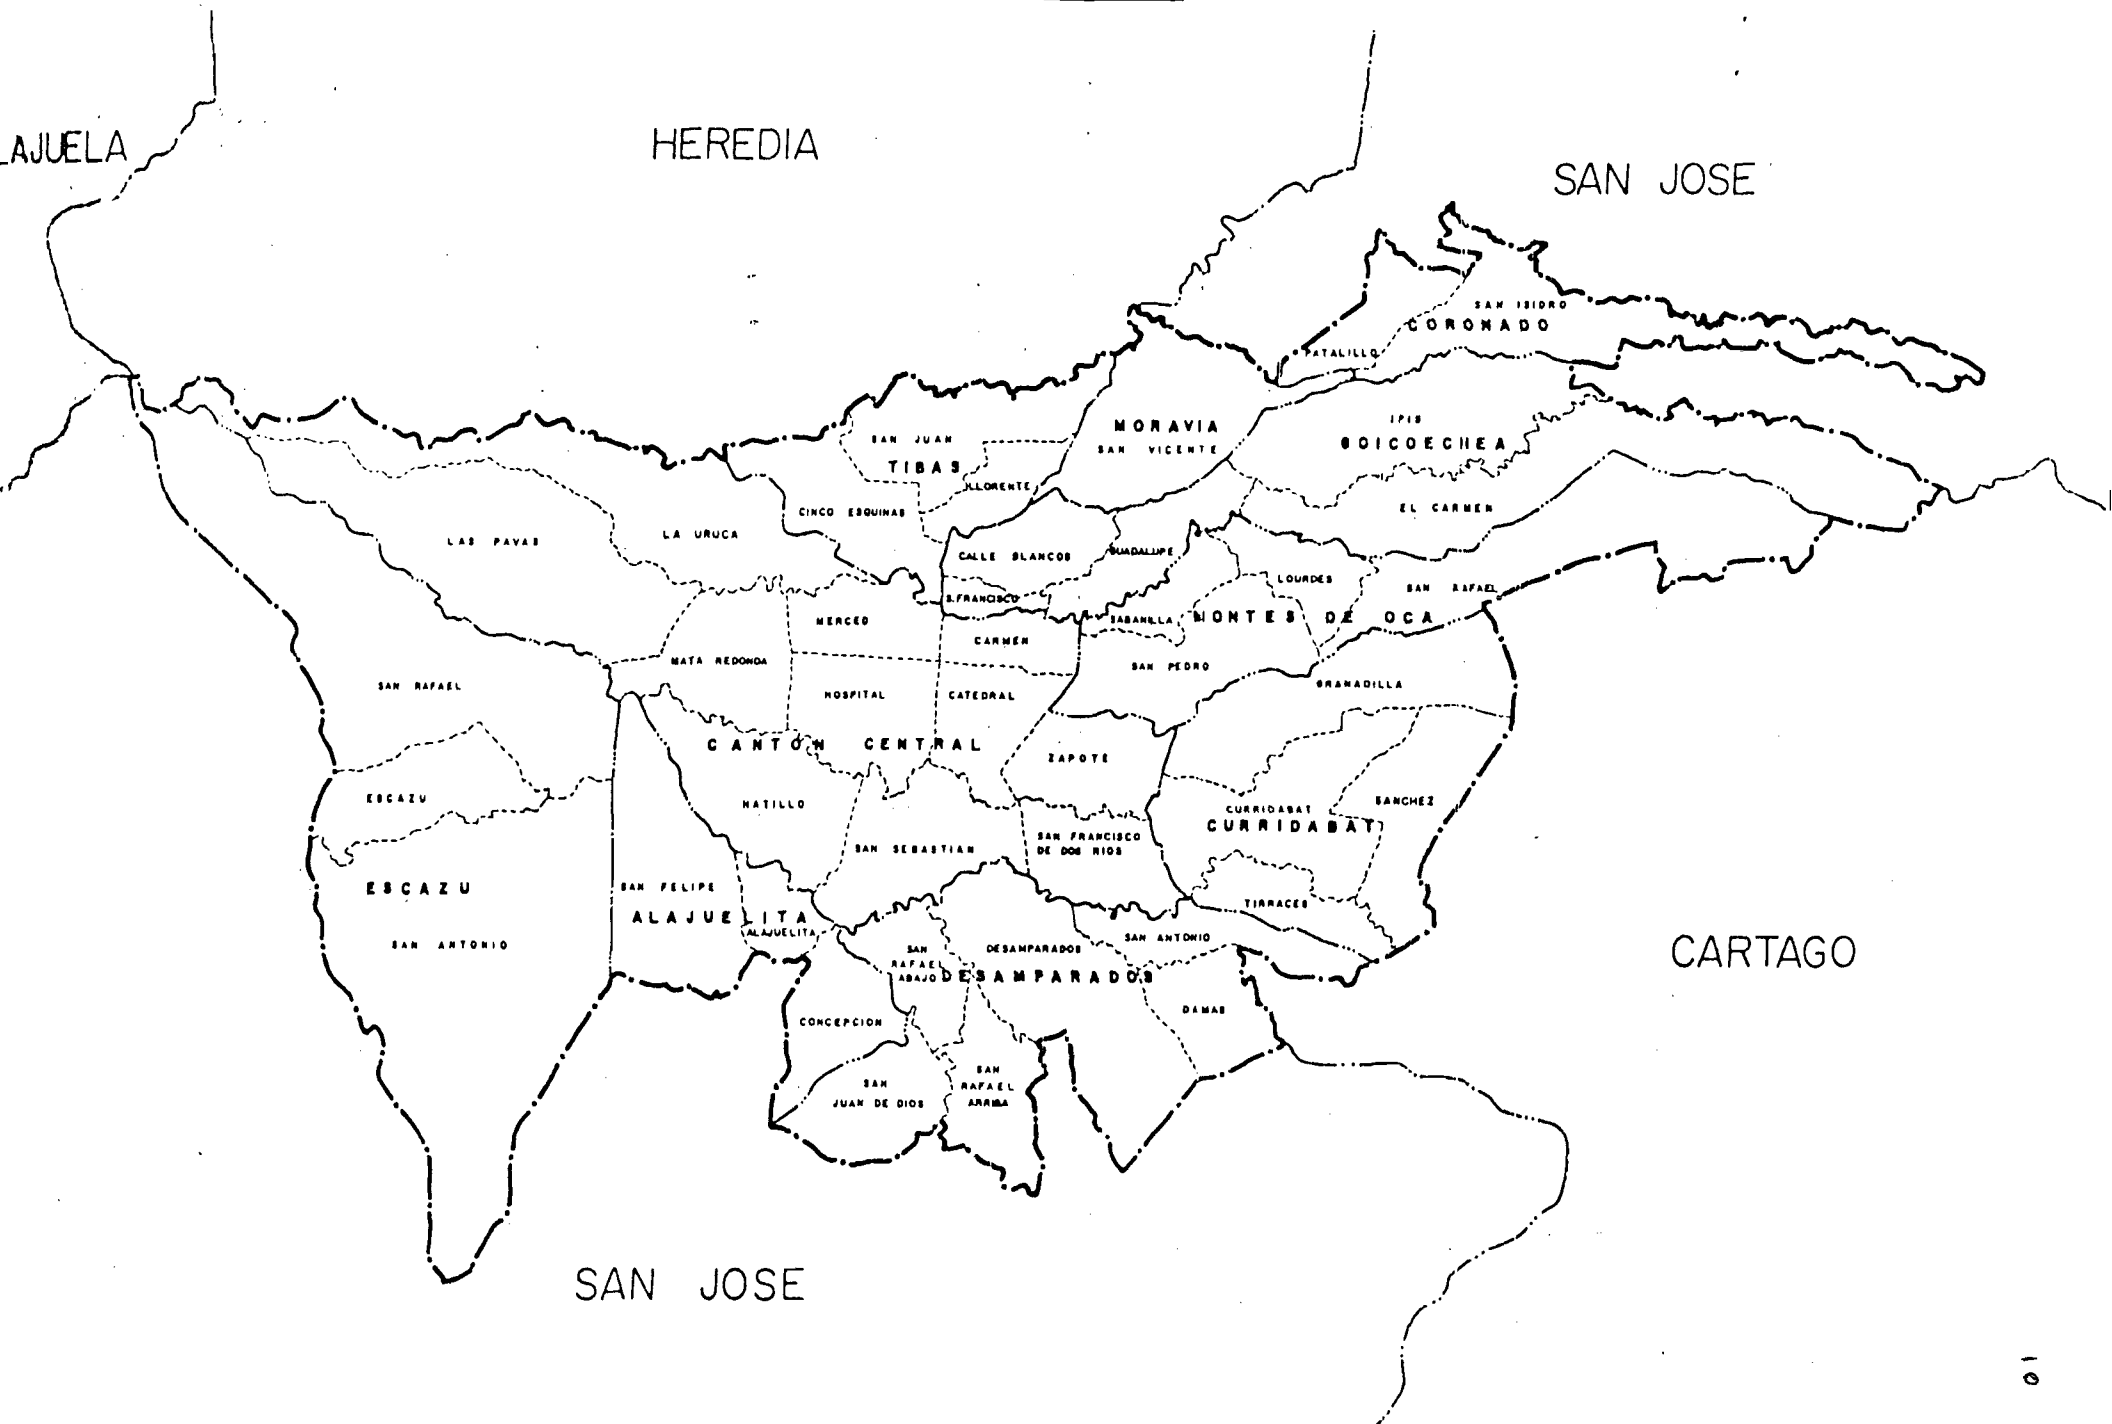 LAJUELA
HEREDIA
SAN JOSE
SAN ISIDRO
CORONADO
PATALILLO
MORAVIA
SAN VICENTE
IPIS
GOICOECHEA
SAN JUAN
TIBAS
LLORENTE
CINCO ESQUINAS
EL CARMEN
LAS PAVAS
LA URUCA
CALLE BLANCOS
GUADALUPE
LOURDES
SAN RAFAEL
S. FRANCISCO
SABANILLA
MONTES DE OCA
MERCED
CARMEN
MATA REDONDA
SAN PEDRO
SAN RAFAEL
GRANADILLA
HOSPITAL
CATEDRAL
CANTON CENTRAL
ZAPOTE
ESCAZU
HATILLO
CURRIDABAT
SANCHEZ
CURRIDABAT
SAN FRANCISCO
DE DOS RIOS
SAN SEBASTIAN
ESCAZU
SAN FELIPE
ALAJUELITA
ALAJUELITA
TIRRACES
SAN ANTONIO
SAN
RAFAEL
ABAJO
DESAMPARADOS
SAN ANTONIO
DESAMPARADOS
CARTAGO
CONCEPCION
DAMAS
SAN
JUAN DE DIOS
SAN
RAFAEL
ARRIBA
SAN JOSE
10